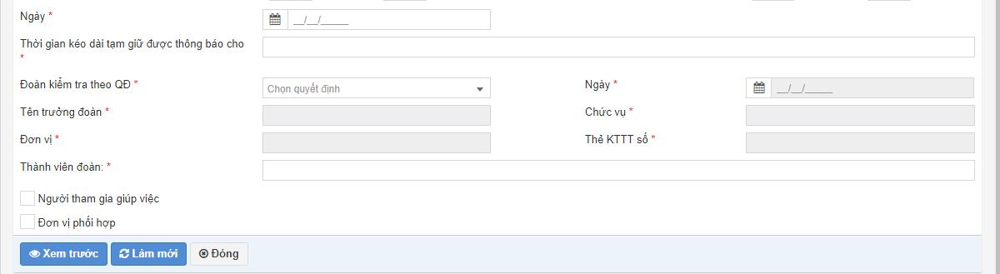 Ngày *
__/__/____
Thời gian kéo dài tạm giữ được thông báo cho
*
Đoàn kiểm tra theo QĐ *
Chọn quyết định
Ngày *
__/__/____
Tên trưởng đoàn *
Chức vụ *
Đơn vị *
Thẻ KTTT số *
Thành viên đoàn: *
Người tham gia giúp việc
Đơn vị phối hợp
Xem trước
Làm mới
Đóng